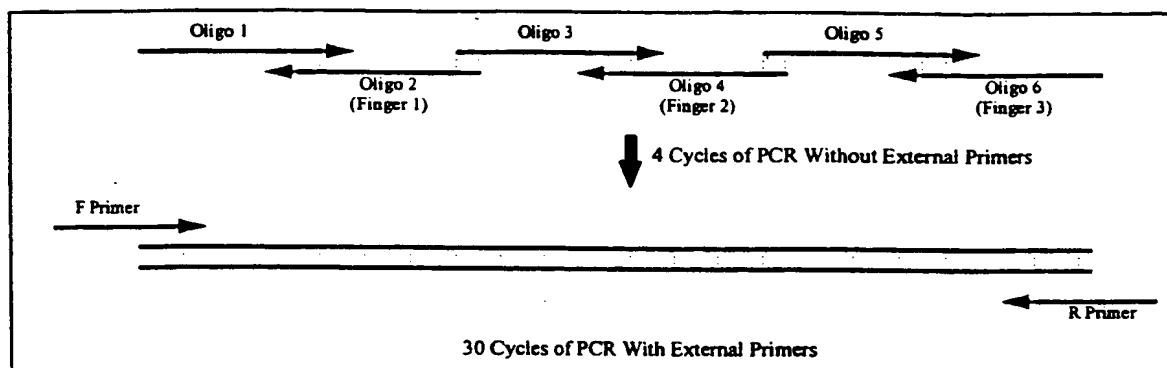 Oligo 1
Oligo 3
Oligo 5
Oligo 2
(Finger 1)
Oligo 4
(Finger 2)
Oligo 6
(Finger 3)
4 Cycles of PCR Without External Primers
F Primer
R Primer
30 Cycles of PCR With External Primers